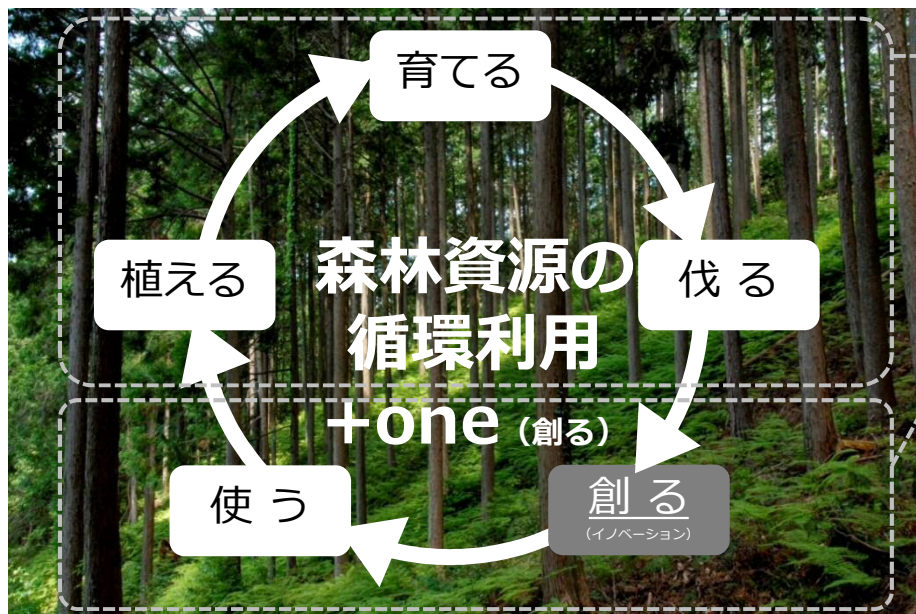 育てる
植える
森林資源の
循環利用
+one（創る）
伐 る
使 う
創 る
（イノベーション）